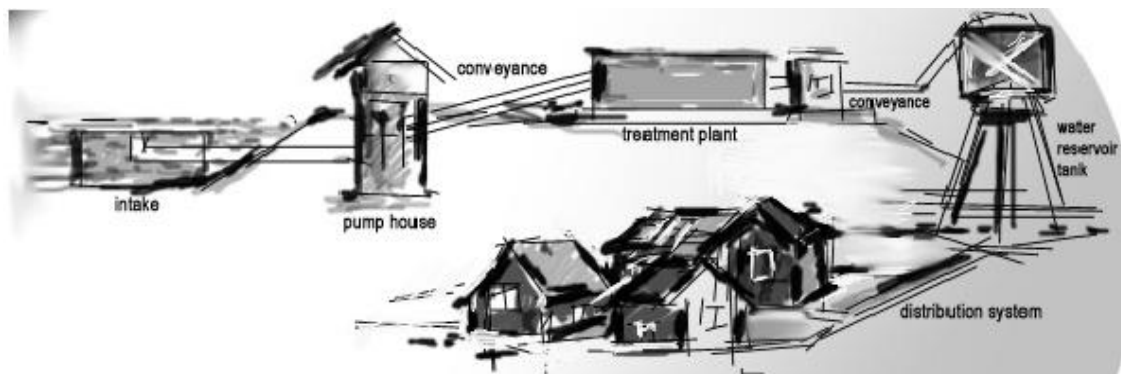 conveyance
conveyance
treatment plant
water
reservoir
tank
intake
pump house
distribution system